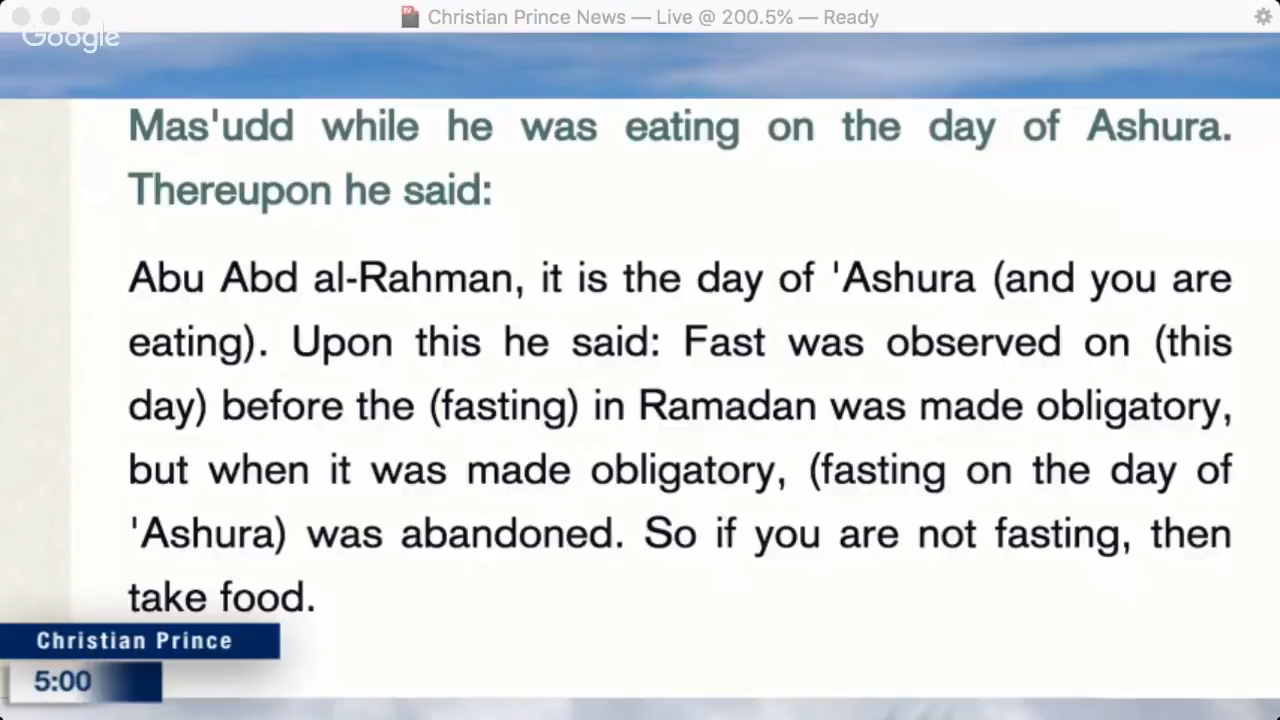 Christian Prince News — Live @ 200.5% — Ready
Google
Mas'udd while he was eating on the day of Ashura.
Thereupon he said:
Abu Abd al-Rahman, it is the day of 'Ashura (and you are
eating). Upon this he said: Fast was observed on (this
day) before the (fasting) in Ramadan was made obligatory,
but when it was made obligatory, (fasting on the day of
'Ashura) was abandoned. So if you are not fasting, then
take food.
Christian Prince
5:00